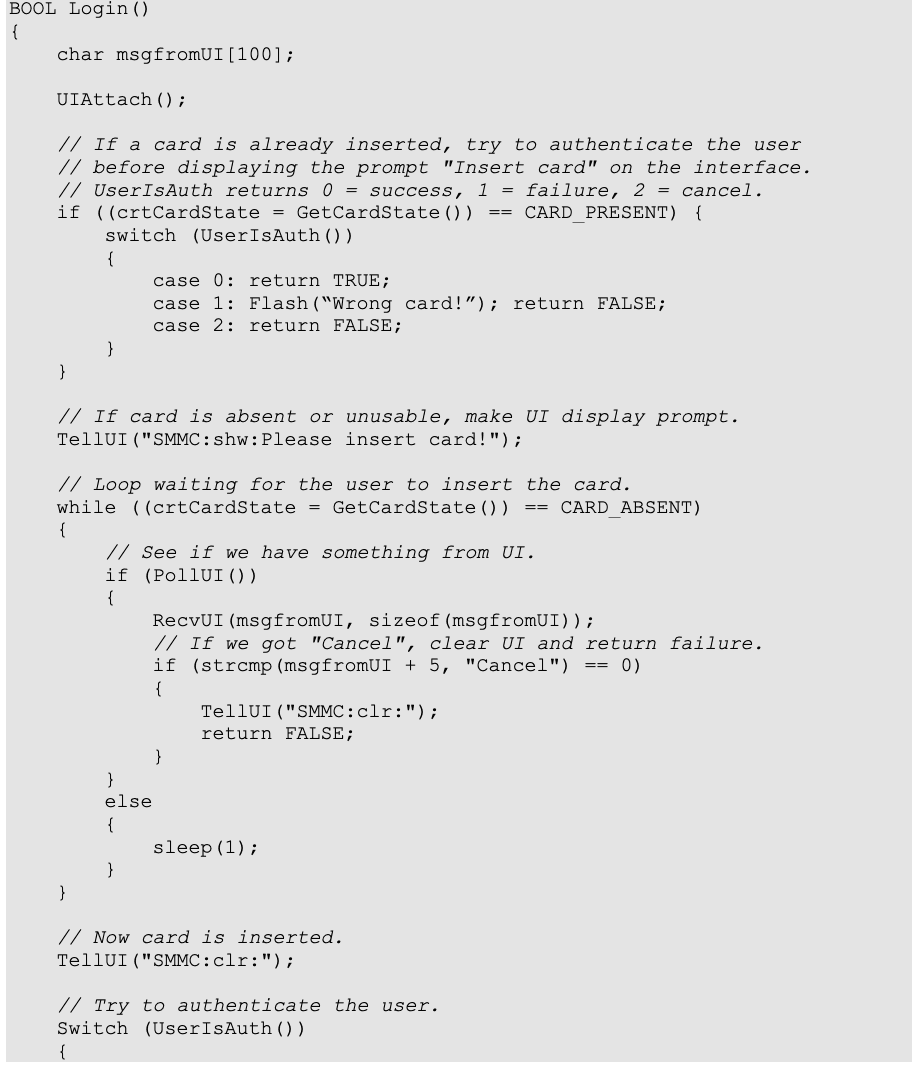 BOOL Login()
{
    char msgfromUI[100];

    UIAttach();

    // If a card is already inserted, try to authenticate the user
    // before displaying the prompt "Insert card" on the interface.
    // UserIsAuth returns 0 = success, 1 = failure, 2 = cancel.
    if ((crtCardState = GetCardState()) == CARD_PRESENT) {
        switch (UserIsAuth())
        {
            case 0: return TRUE;
            case 1: Flash(“Wrong card!”); return FALSE;
            case 2: return FALSE;
        }
    }

    // If card is absent or unusable, make UI display prompt.
    TellUI("SMMC:shw:Please insert card!");

    // Loop waiting for the user to insert the card.
    while ((crtCardState = GetCardState()) == CARD_ABSENT)
    {
        // See if we have something from UI.
        if (PollUI())
        {
            RecvUI(msgfromUI, sizeof(msgfromUI));
            // If we got "Cancel", clear UI and return failure.
            if (strcmp(msgfromUI + 5, "Cancel") == 0)
            {
                TellUI("SMMC:clr:");
                return FALSE;
            }
        }
        else
        {
            sleep(1);
        }
    }

    // Now card is inserted.
    TellUI("SMMC:clr:");

    // Try to authenticate the user.
    Switch (UserIsAuth())
    {